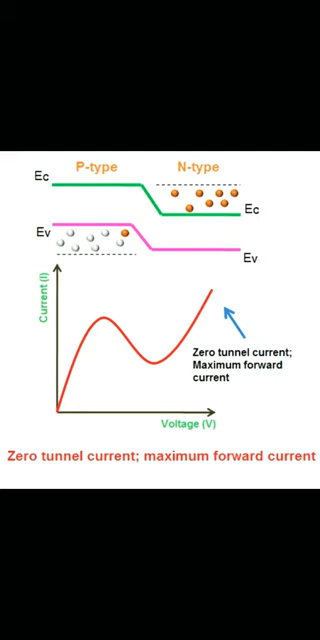 P-type
N-type
Ec
Ec
Ev
Ev
Current (I)
Zero tunnel current;
Maximum forward
current
Voltage (V)
Zero tunnel current; maximum forward current